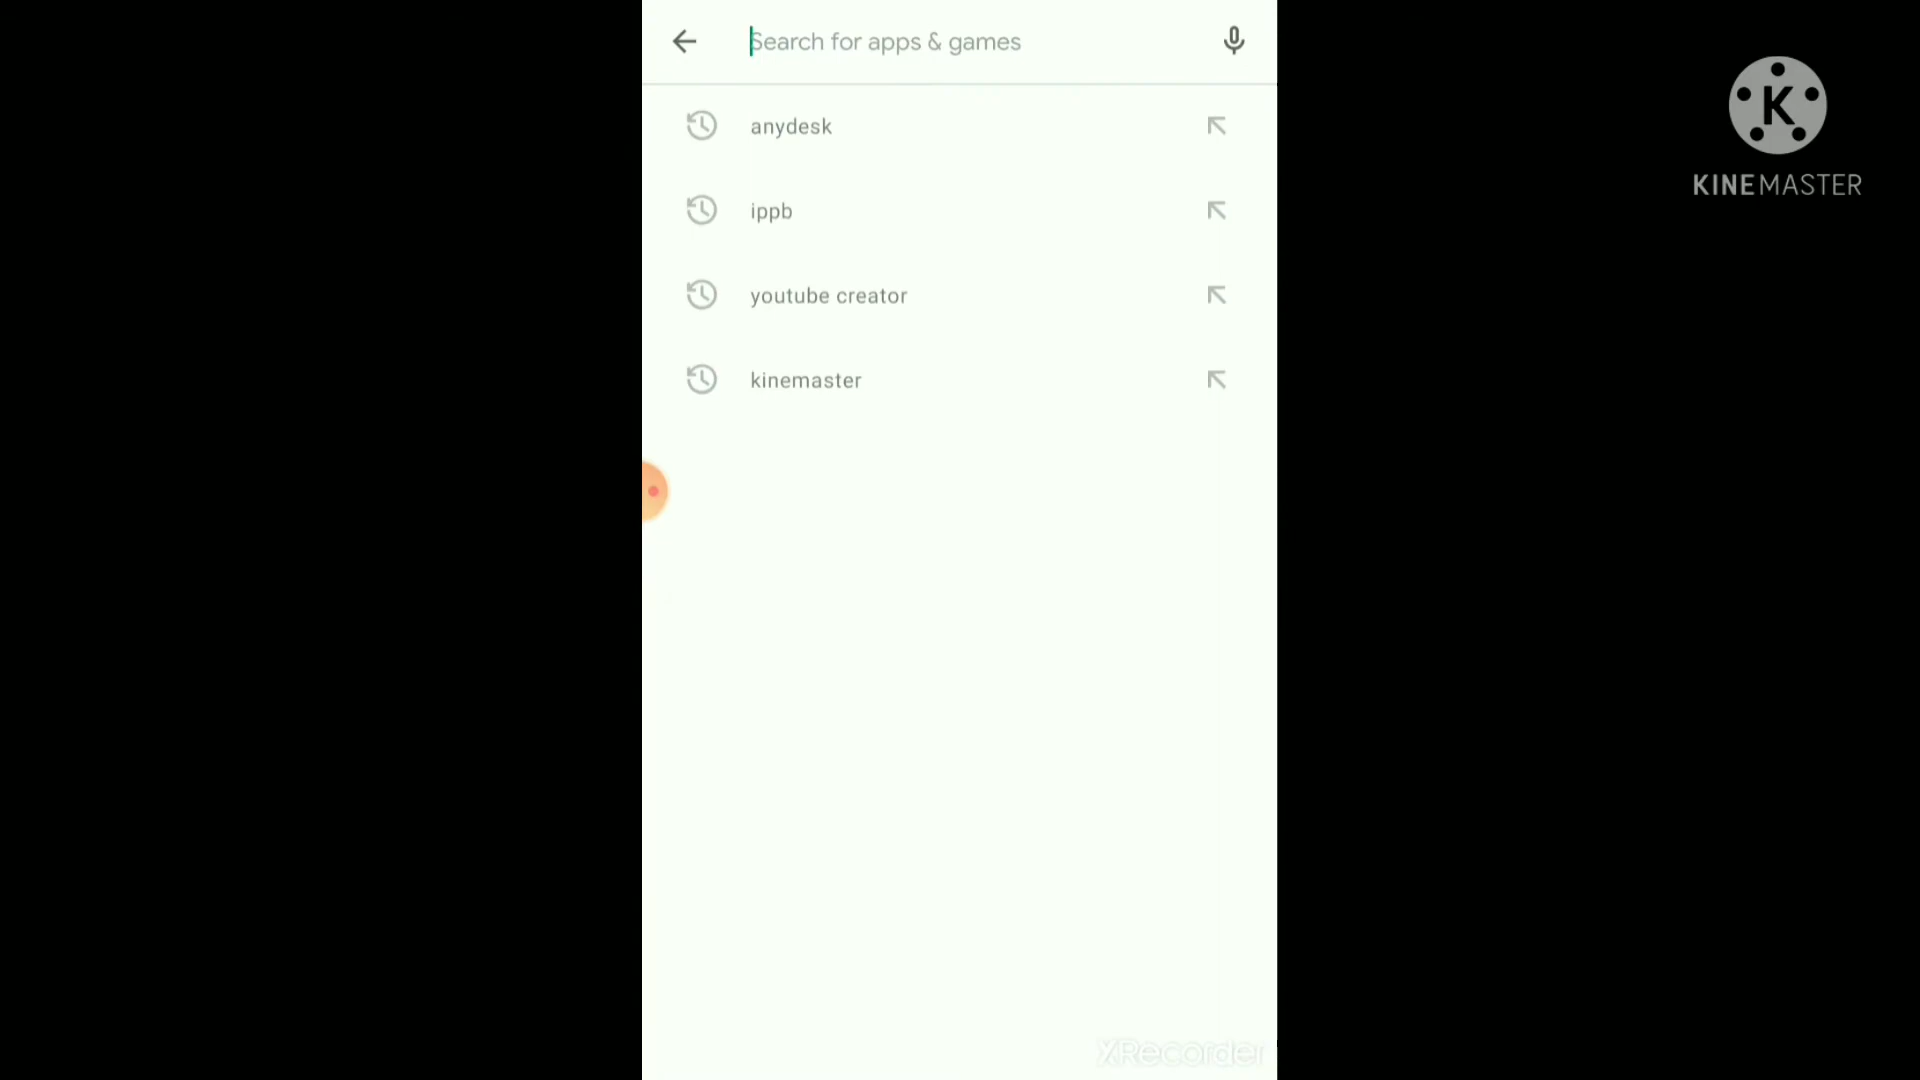 Search for apps & games
K
KINEMASTER
anydesk
ippb
youtube creator
kinemaster
XRecorder